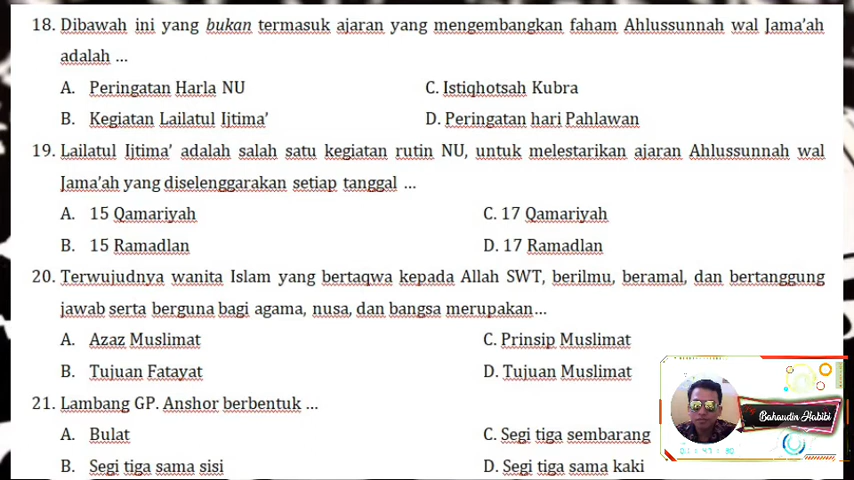 18. Dibawah ini yang bukan termasuk ajaran yang mengembangkan faham Ahlussunnah wal Jama’ah
adalah ...
A. Peringatan Harla NU C. Istiqhotsah Kubra
B. Kegiatan Lailatul Ijtima’ D. Peringatan hari Pahlawan
19. Lailatul Ijtima’ adalah salah satu kegiatan rutin NU, untuk melestarikan ajaran Ahlussunnah wal
Jama’ah yang diselenggarakan setiap tanggal ...
A. 15 Qamariyah C. 17 Qamariyah
B. 15 Ramadlan D. 17 Ramadlan
20. Terwujudnya wanita Islam yang bertaqwa kepada Allah SWT, berilmu, beramal, dan bertanggung
jawab serta berguna bagi agama, nusa, dan bangsa merupakan...
A. Azaz Muslimat C. Prinsip Muslimat
B. Tujuan Fatayat D. Tujuan Muslimat
21. Lambang GP. Anshor berbentuk ...
A. Bulat C. Segi tiga sembarang
B. Segi tiga sama sisi D. Segi tiga sama kaki
Bahaudin Habibi